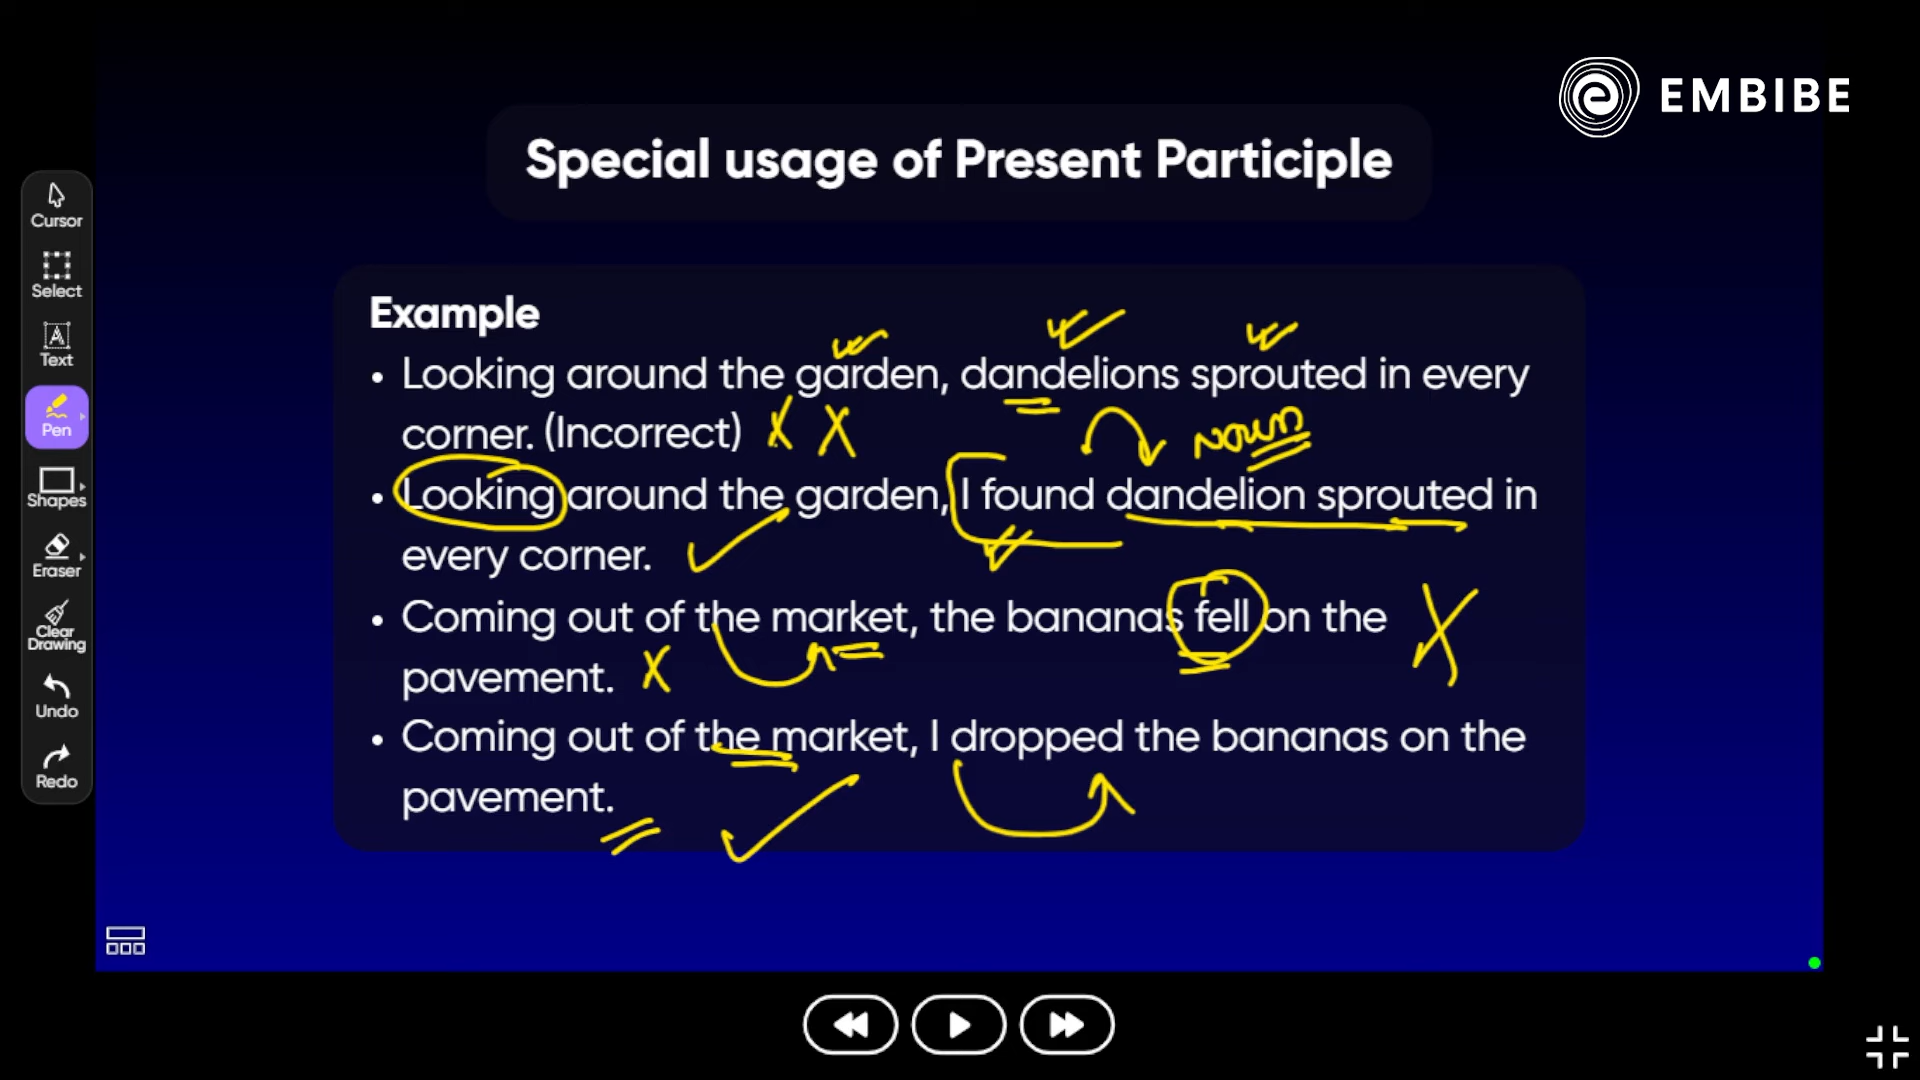 EMBIBE
Special usage of Present Participle
Cursor
Select
Text
Pen
Shapes
Eraser
Clear
Drawing
Undo
Redo
Example
• Looking around the garden, dandelions sprouted in every
corner. (Incorrect) X X
Noun
• Looking around the garden, I found dandelion sprouted in
every corner.
• Coming out of the market, the bananas fell on the X
pavement. X
• Coming out of the market, I dropped the bananas on the
pavement.